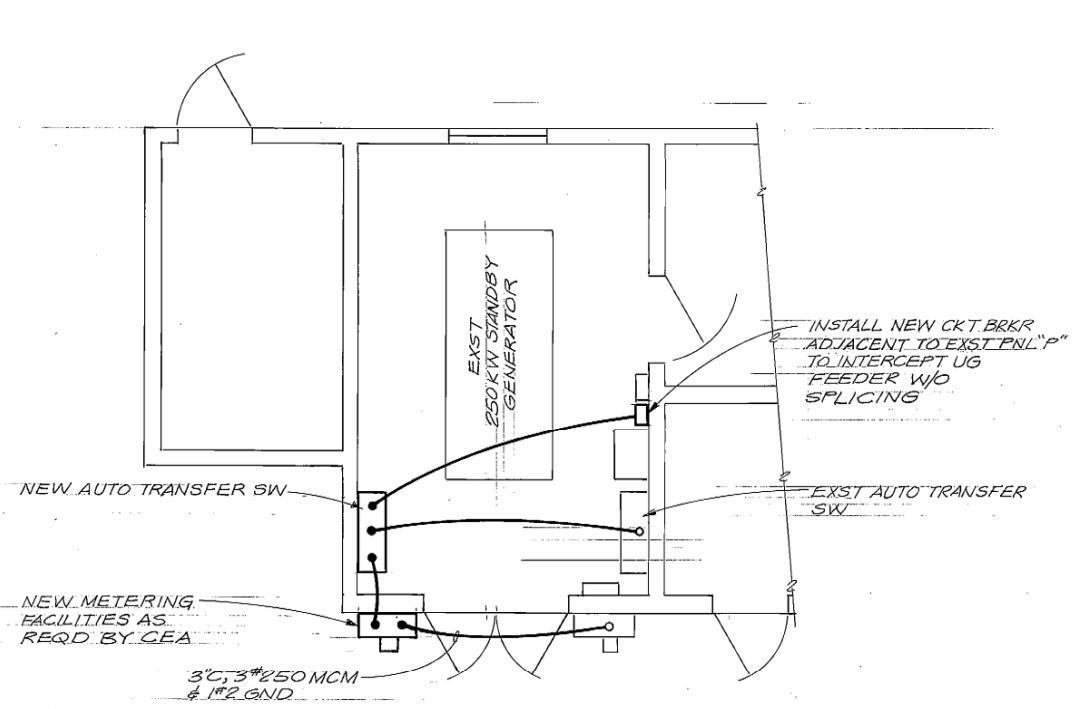 EXST
250 KW STANDBY
GENERATOR
INSTALL NEW CKT BRKR
ADJACENT TO EXST PNL "P"
TO INTERCEPT UG
FEEDER W/O
SPLICING
NEW AUTO TRANSFER SW
EXST AUTO TRANSFER
SW
NEW METERING
FACILITIES AS
REQD BY CEA
3"C, 3#250 MCM
& 1#2 GND